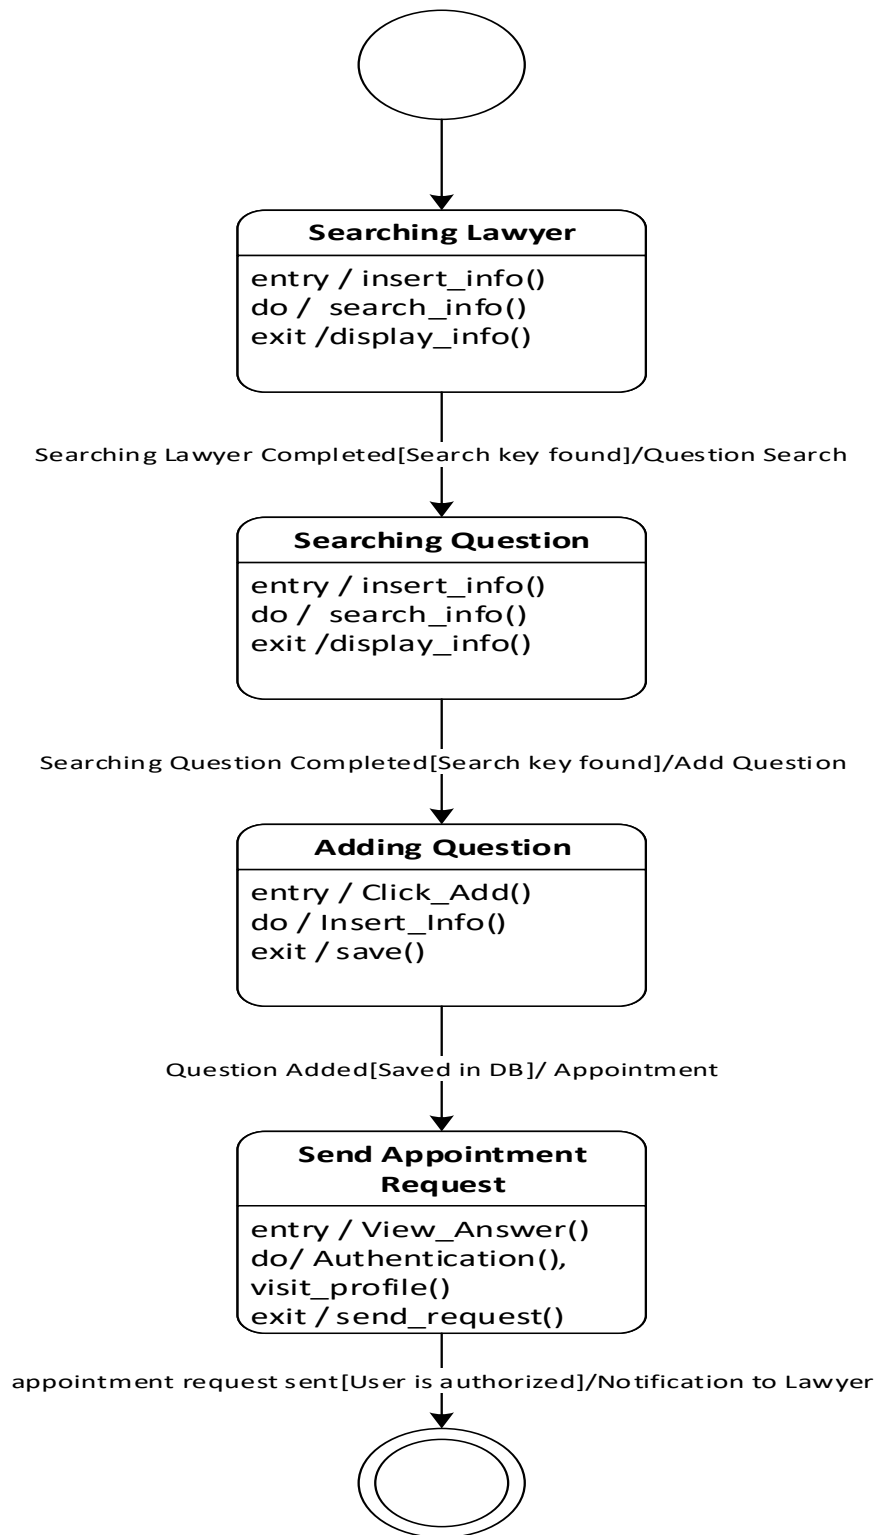 Searching Lawyer
entry / insert_info()
do /  search_info()
exit /display_info()
Searching Lawyer Completed[Search key found]/Question Search
Searching Question
entry / insert_info()
do /  search_info()
exit /display_info()
Searching Question Completed[Search key found]/Add Question
Adding Question
entry / Click_Add()
do / Insert_Info()
exit / save()
Question Added[Saved in DB]/ Appointment
Send Appointment
Request
entry / View_Answer()
do/ Authentication(),
visit_profile()
exit / send_request()
appointment request sent[User is authorized]/Notification to Lawyer